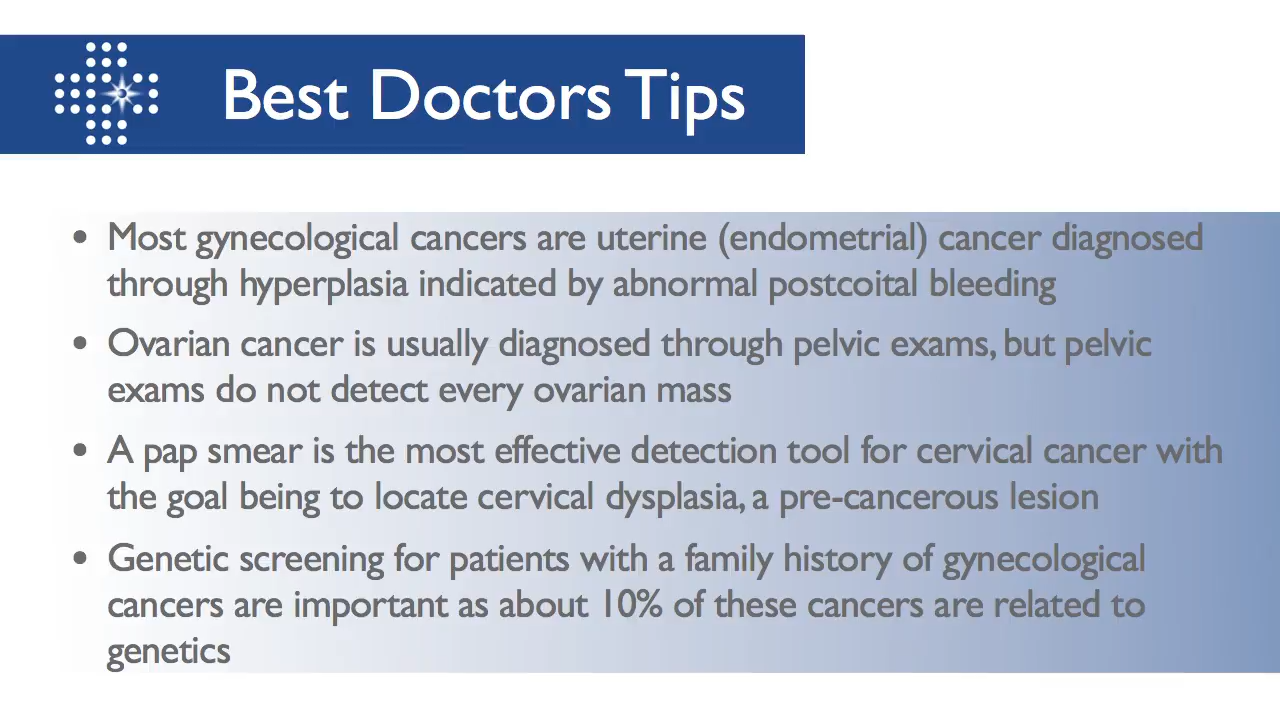 Best Doctors Tips
• Most gynecological cancers are uterine (endometrial) cancer diagnosed
through hyperplasia indicated by abnormal postcoital bleeding
• Ovarian cancer is usually diagnosed through pelvic exams, but pelvic
exams do not detect every ovarian mass
• A pap smear is the most effective detection tool for cervical cancer with
the goal being to locate cervical dysplasia, a pre-cancerous lesion
• Genetic screening for patients with a family history of gynecological
cancers are important as about 10% of these cancers are related to
genetics